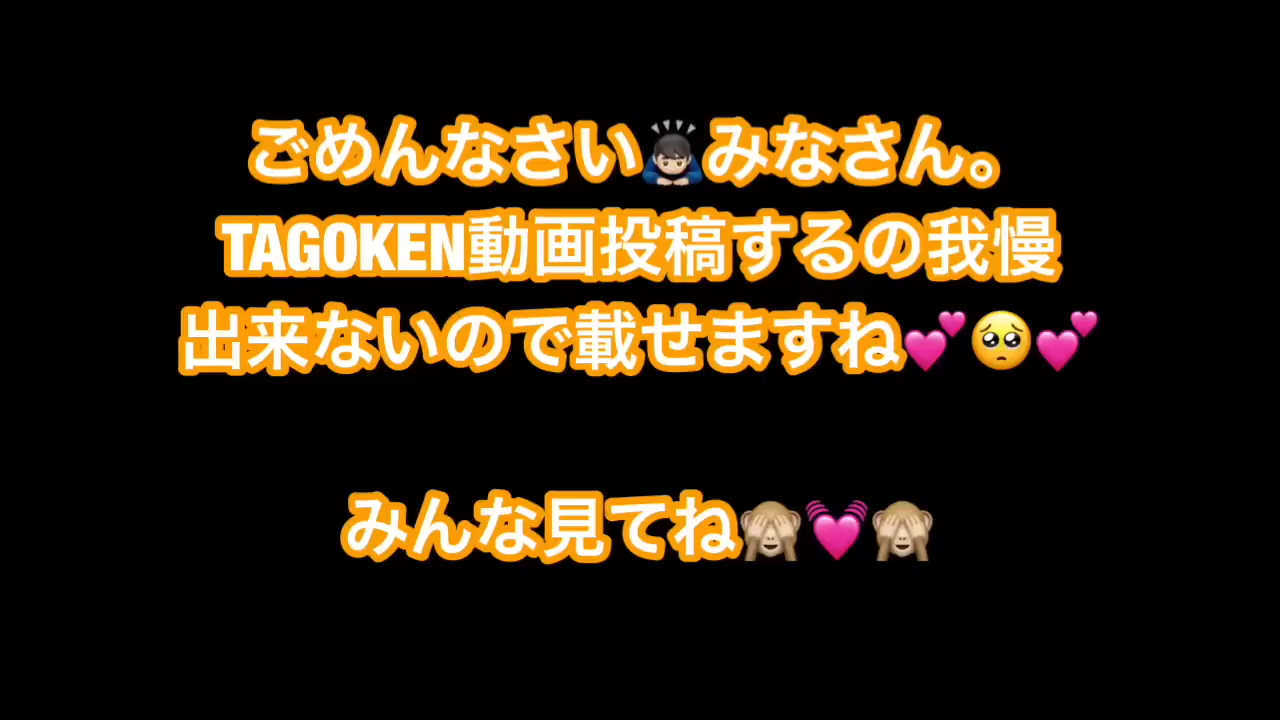 ごめんなさい🙇🏻‍♂️みなさん。
TAGOKEN動画投稿するの我慢
出来ないので載せますね💕🥺💕
みんな見てね🙈💓🙈